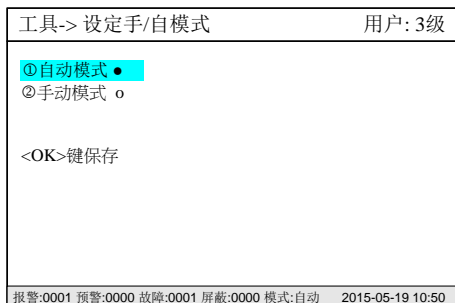 工具-> 设定手/自模式 用户: 3级
①自动模式 ●
②手动模式 o
<OK>键保存
报警:0001 预警:0000 故障:0001 屏蔽:0000 模式:自动 2015-05-19 10:50